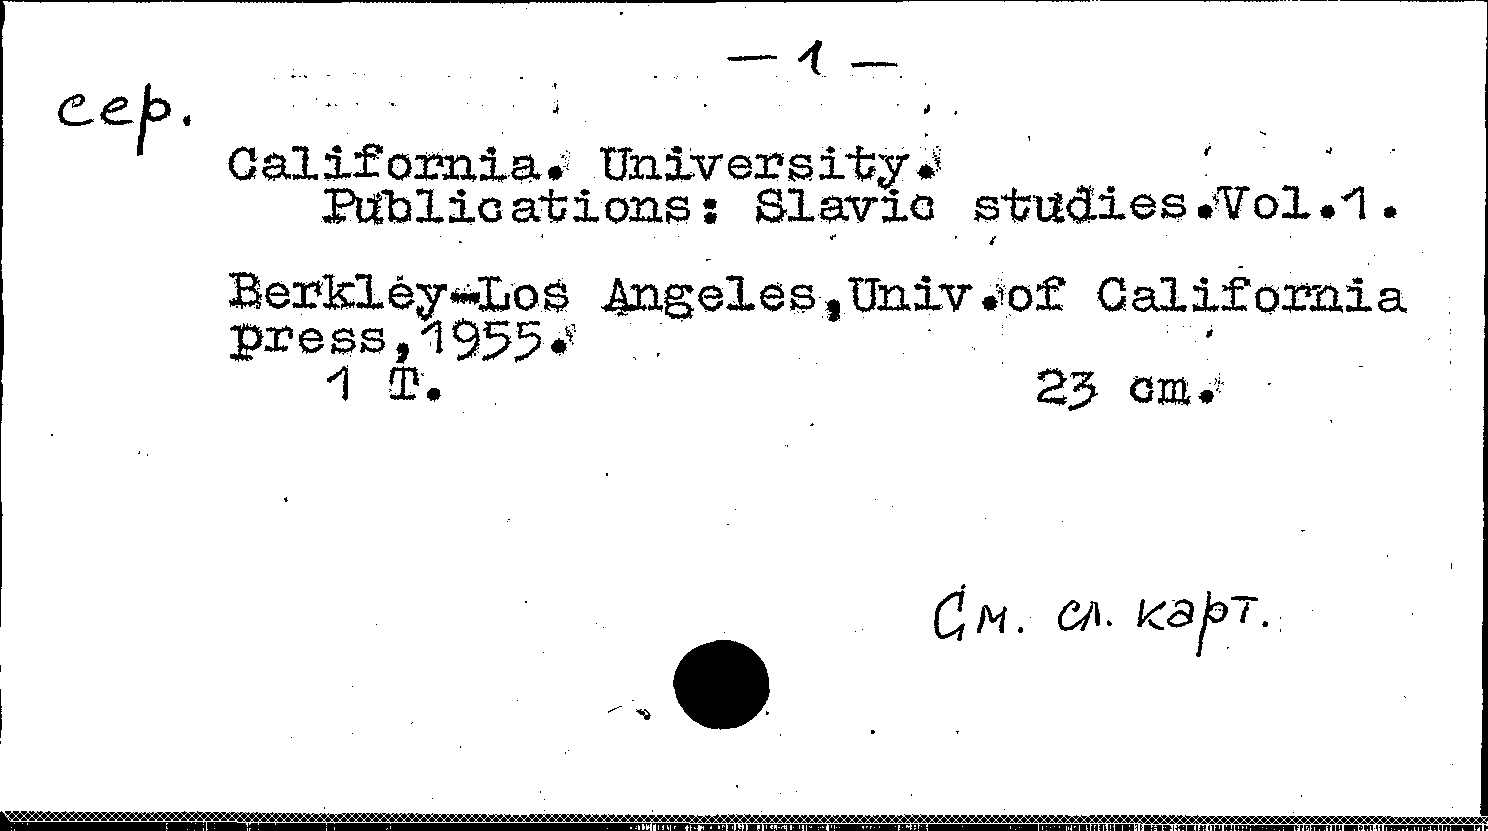 — 1 —
сер.
California. University.
Publications: Slavic studies.Vol.1.
Berkley-Los Angeles,Univ.of California
press,1955.
1 Т.
23 cm.
См. сл. карт.